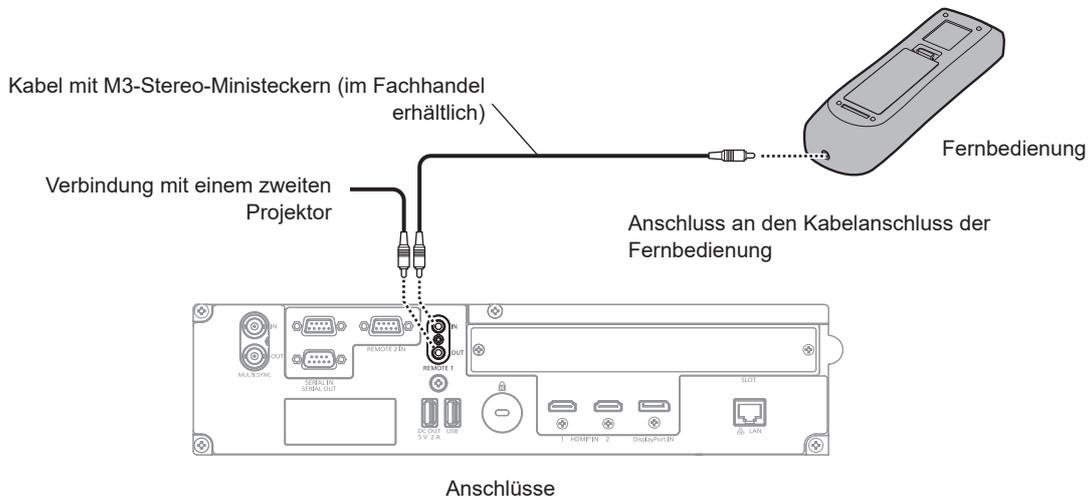 Kabel mit M3-Stereo-Ministeckern (im Fachhandel
erhältlich)
Fernbedienung
Verbindung mit einem zweiten
Projektor
Anschluss an den Kabelanschluss der
Fernbedienung
IN
OUT
MULTI SYNC
SERIAL IN
SERIAL OUT
REMOTE 2 IN
IN
OUT
REMOTE 1
DC OUT
5 V 2 A
USB
1 HDMI IN 2
DisplayPort IN
SLOT
LAN
Anschlüsse